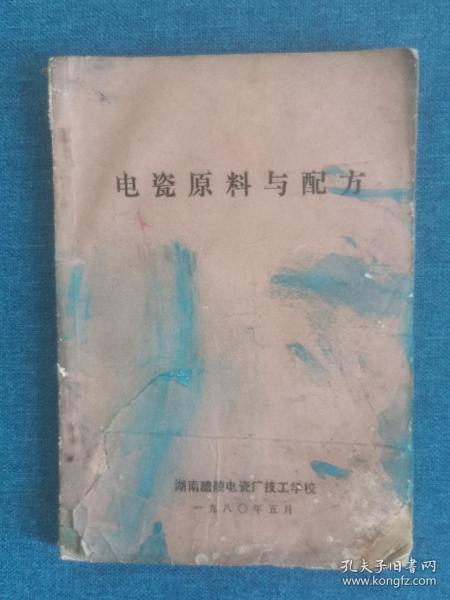 电瓷原料与配方
湖南醴陵电瓷厂技工学校
一九八〇年五月
孔夫子旧书网
www.kongfz.com